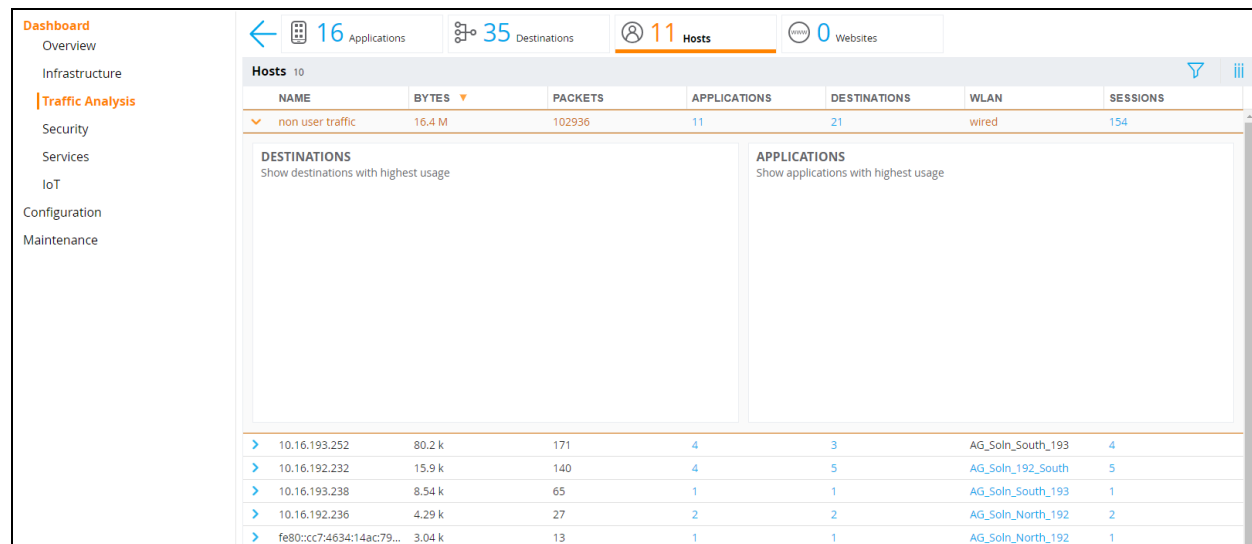 Dashboard
Overview
Infrastructure
Traffic Analysis
Security
Services
IoT
Configuration
Maintenance
16 Applications
35 Destinations
11 Hosts
www 0 Websites
Hosts 10
NAME BYTES PACKETS APPLICATIONS DESTINATIONS WLAN SESSIONS
non user traffic 16.4 M 102936 11 21 wired 154
DESTINATIONS
Show destinations with highest usage
APPLICATIONS
Show applications with highest usage
10.16.193.252 80.2 k 171 4 3 AG_Soln_South_193 4
10.16.192.232 15.9 k 140 4 5 AG_Soln_192_South 5
10.16.193.238 8.54 k 65 1 1 AG_Soln_South_193 1
10.16.192.236 4.29 k 27 2 2 AG_Soln_North_192 2
fe80::cc7:4634:14ac:79... 3.04 k 13 1 1 AG_Soln_North_192 1